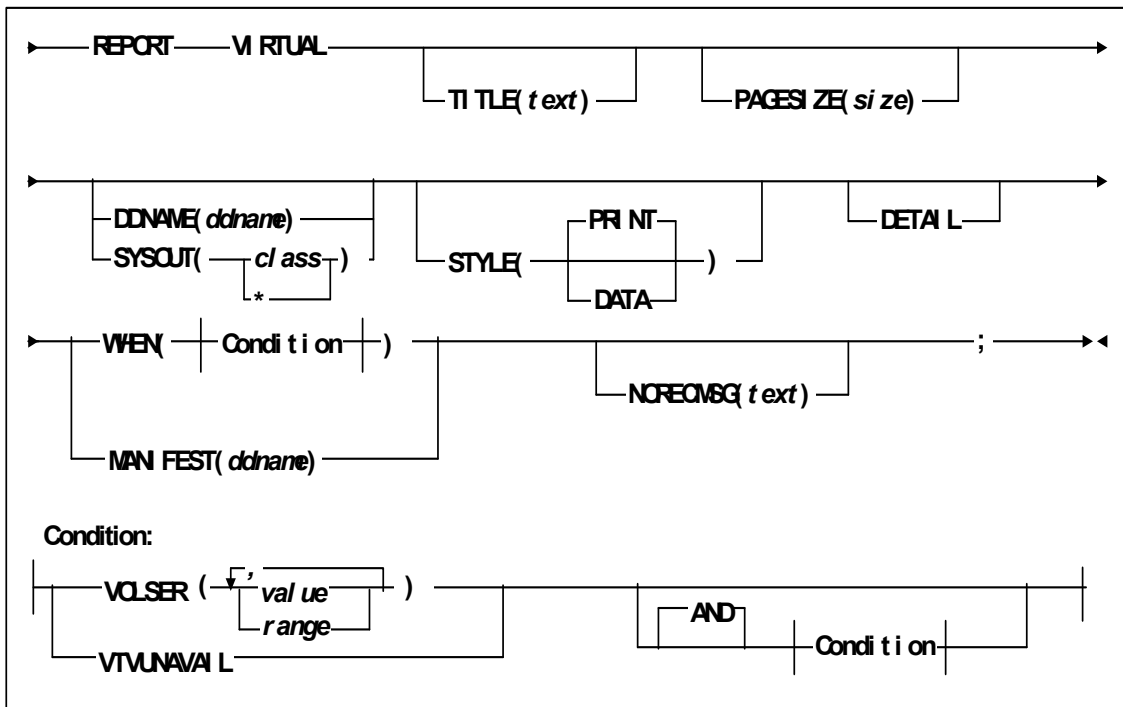 REPORT VIRTUAL
TITLE(text) PAGESIZE(size)
DDNAME(ddname) PRINT DETAIL
SYSOUT( class ) STYLE( )
* DATA
WHEN( Condition ) ;
NORECMSG(text)
MANIFEST(ddname)
Condition:
VOLSER ( , value )
range AND
VTVUNAVAIL Condition